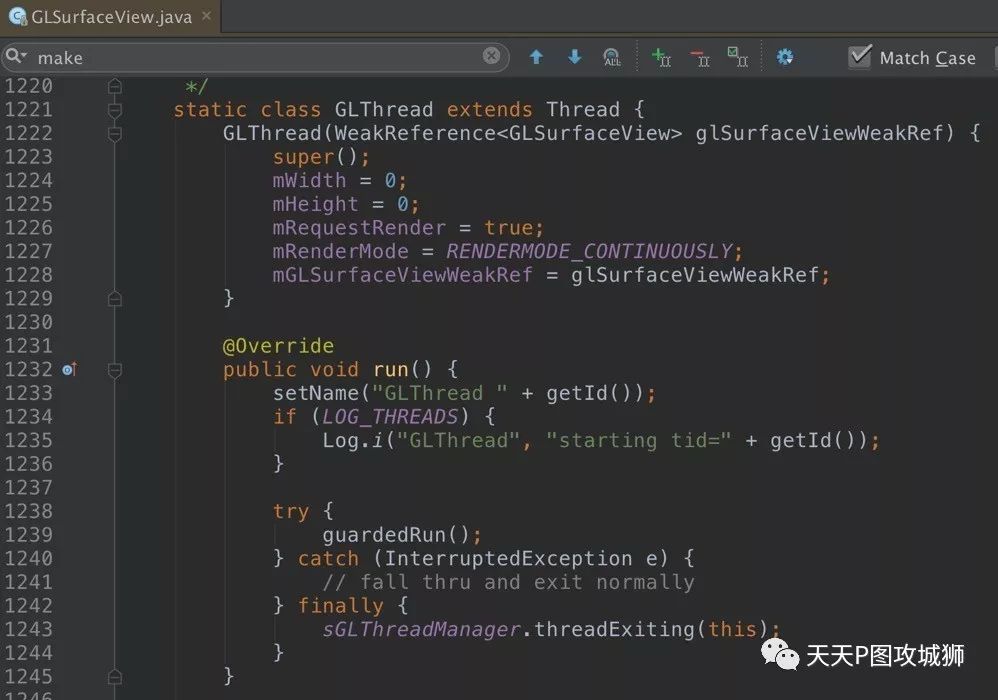 GLSurfaceView.java
make
ALL
Match Case
1220 */
1221 static class GLThread extends Thread {
1222 GLThread(WeakReference<GLSurfaceView> glSurfaceViewWeakRef) {
1223 super();
1224 mWidth = 0;
1225 mHeight = 0;
1226 mRequestRender = true;
1227 mRenderMode = RENDERMODE_CONTINUOUSLY;
1228 mGLSurfaceViewWeakRef = glSurfaceViewWeakRef;
1229 }
1230
1231 @Override
1232 public void run() {
1233 setName("GLThread " + getId());
1234 if (LOG_THREADS) {
1235 Log.i("GLThread", "starting tid=" + getId());
1236 }
1237
1238 try {
1239 guardedRun();
1240 } catch (InterruptedException e) {
1241 // fall thru and exit normally
1242 } finally {
1243 sGLThreadManager.threadExiting(this);
1244 }
1245 }
1246
天天P图攻城狮